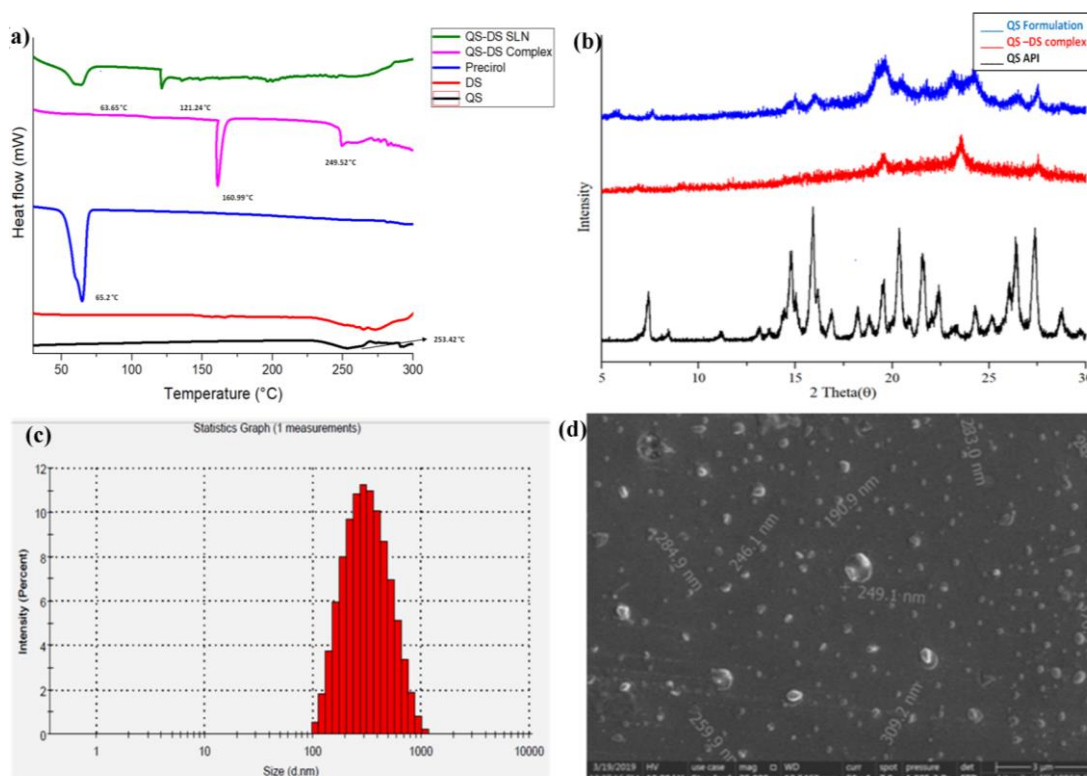 a)
QS-DS SLN
QS-DS Complex
Precirol
DS
QS
63.65°C
121.24°C
249.52°C
160.99°C
65.2°C
253.42°C
Heat flow (mW)
50 100 150 200 250 300
Temperature (°C)
(b)
QS Formulation
QS –DS complex
QS API
Intensity
5 10 15 20 25 30
2 Theta(θ)
(c)
Statistics Graph (1 measurements)
12
10
8
6
4
2
0
Intensity (Percent)
1 10 100 1000 10000
Size (d.nm)
(d)
283.0 nm
190.9 nm
246.1 nm
284.9 nm
249.1 nm
309.2 nm
259.9 nm
3/19/2019 HV use case mag □ WD curr spot pressure det 3 µm